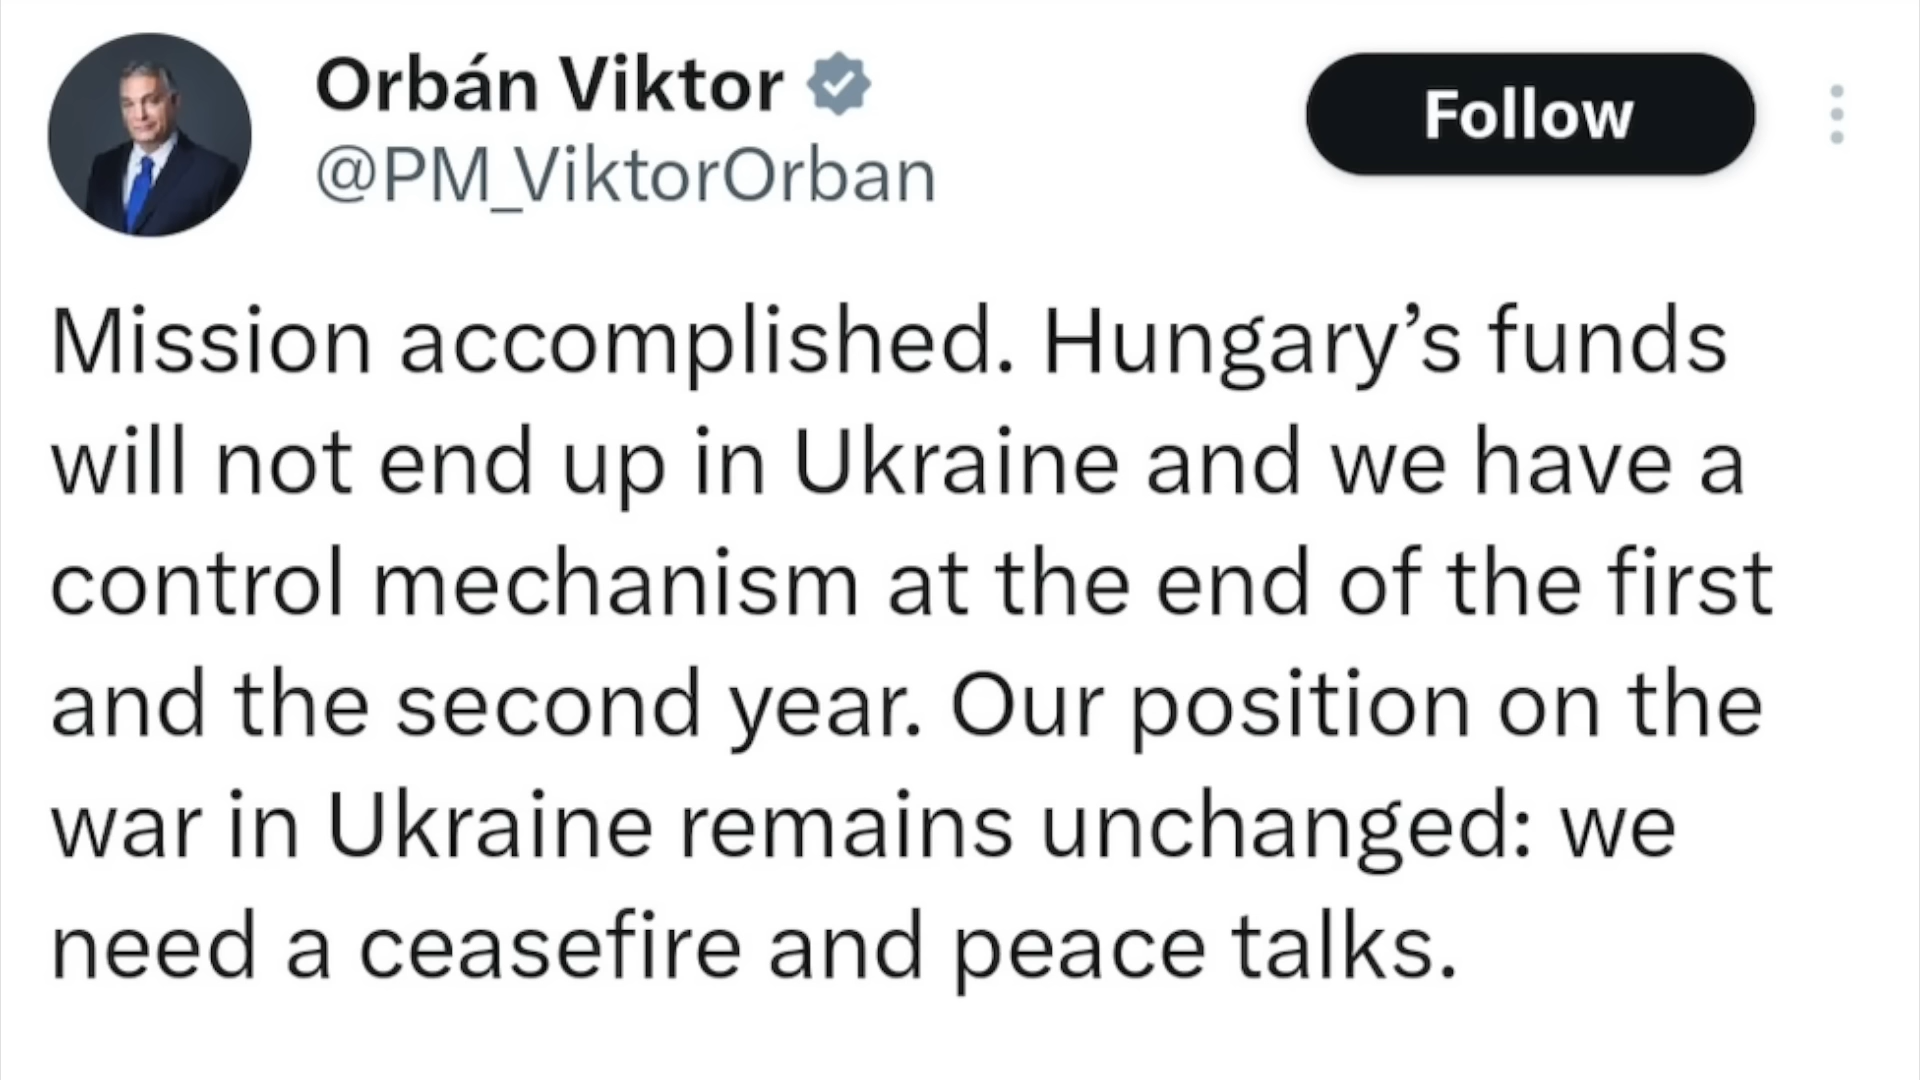 Orbán Viktor
@PM_ViktorOrban
Follow
Mission accomplished. Hungary’s funds
will not end up in Ukraine and we have a
control mechanism at the end of the first
and the second year. Our position on the
war in Ukraine remains unchanged: we
need a ceasefire and peace talks.